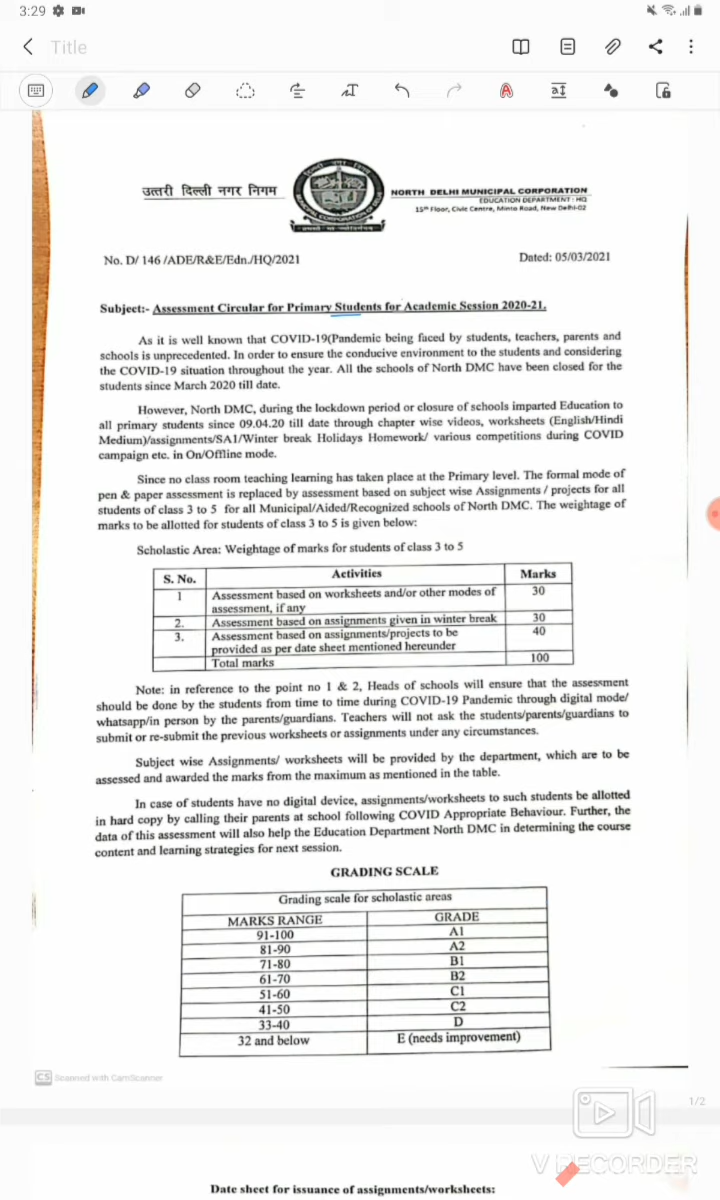 3:29
Title
उत्तरी दिल्ली नगर निगम
NORTH DELHI MUNICIPAL CORPORATION
EDUCATION DEPARTMENT : HQ
15th Floor, Civic Centre, Minto Road, New Delhi-02
No. D/ 146 /ADE/R&E/Edn./HQ/2021
Dated: 05/03/2021
Subject:- Assessment Circular for Primary Students for Academic Session 2020-21.
As it is well known that COVID-19(Pandemic being faced by students, teachers, parents and
schools is unprecedented. In order to ensure the conducive environment to the students and considering
the COVID-19 situation throughout the year. All the schools of North DMC have been closed for the
students since March 2020 till date.
However, North DMC, during the lockdown period or closure of schools imparted Education to
all primary students since 09.04.20 till date through chapter wise videos, worksheets (English/Hindi
Medium)/assignments/SA1/Winter break Holidays Homework/ various competitions during COVID
campaign etc. in On/Offline mode.
Since no class room teaching learning has taken place at the Primary level. The formal mode of
pen & paper assessment is replaced by assessment based on subject wise Assignments / projects for all
students of class 3 to 5 for all Municipal/Aided/Recognized schools of North DMC. The weightage of
marks to be allotted for students of class 3 to 5 is given below:
Scholastic Area: Weightage of marks for students of class 3 to 5
S. No. Activities Marks
1 Assessment based on worksheets and/or other modes of 30
assessment, if any
2. Assessment based on assignments given in winter break 30
3. Assessment based on assignments/projects to be 40
provided as per date sheet mentioned hereunder
Total marks 100
Note: in reference to the point no 1 & 2, Heads of schools will ensure that the assessment
should be done by the students from time to time during COVID-19 Pandemic through digital mode/
whatsapp/in person by the parents/guardians. Teachers will not ask the students/parents/guardians to
submit or re-submit the previous worksheets or assignments under any circumstances.
Subject wise Assignments/ worksheets will be provided by the department, which are to be
assessed and awarded the marks from the maximum as mentioned in the table.
In case of students have no digital device, assignments/worksheets to such students be allotted
in hard copy by calling their parents at school following COVID Appropriate Behaviour. Further, the
data of this assessment will also help the Education Department North DMC in determining the course
content and learning strategies for next session.
GRADING SCALE
Grading scale for scholastic areas
MARKS RANGE GRADE
91-100 A1
81-90 A2
71-80 B1
61-70 B2
51-60 C1
41-50 C2
33-40 D
32 and below E (needs improvement)
CS Scanned with CamScanner
1/2
V RECORDER
Date sheet for issuance of assignments/worksheets: